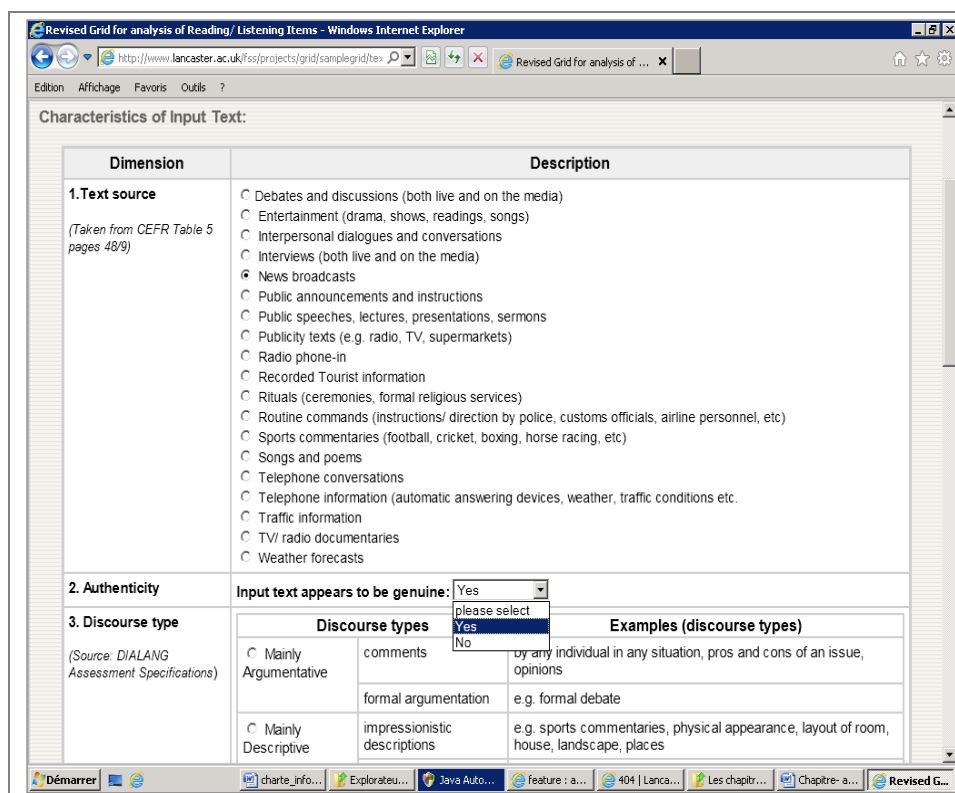 Revised Grid for analysis of Reading/ Listening Items - Windows Internet Explorer
http://www.lancaster.ac.uk/fss/projects/grid/samplegrid/tex
Revised Grid for analysis of ...
Edition Affichage Favoris Outils ?
Characteristics of Input Text:
Dimension Description
1.Text source
(Taken from CEFR Table 5
pages 48/9)
Debates and discussions (both live and on the media)
Entertainment (drama, shows, readings, songs)
Interpersonal dialogues and conversations
Interviews (both live and on the media)
News broadcasts
Public announcements and instructions
Public speeches, lectures, presentations, sermons
Publicity texts (e.g. radio, TV, supermarkets)
Radio phone-in
Recorded Tourist information
Rituals (ceremonies, formal religious services)
Routine commands (instructions/ direction by police, customs officials, airline personnel, etc)
Sports commentaries (football, cricket, boxing, horse racing, etc)
Songs and poems
Telephone conversations
Telephone information (automatic answering devices, weather, traffic conditions etc.
Traffic information
TV/ radio documentaries
Weather forecasts
2. Authenticity
Input text appears to be genuine: Yes
please select
Yes
No
3. Discourse type
(Source: DIALANG
Assessment Specifications)
Discourse types Examples (discourse types)
Mainly
Argumentative
comments
by any individual in any situation, pros and cons of an issue,
opinions
formal argumentation e.g. formal debate
Mainly
Descriptive
impressionistic
descriptions
e.g. sports commentaries, physical appearance, layout of room,
house, landscape, places
Démarrer charte_info... Explorateu... Java Auto... feature : a... 404 | Lanca... Les chapitr... Chapitre- a... Revised G...